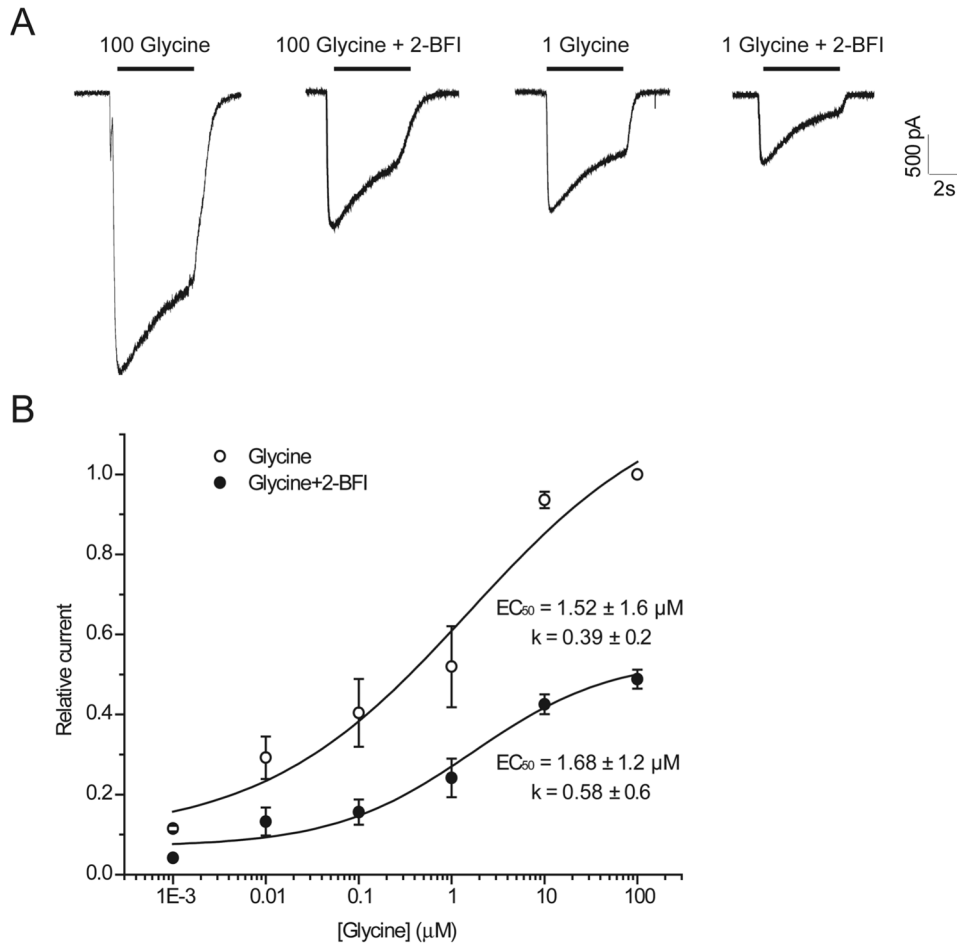 A
100 Glycine
100 Glycine + 2-BFI
1 Glycine
1 Glycine + 2-BFI
500 pA
2s
B
Glycine
Glycine+2-BFI
Relative current
1.0
0.8
0.6
0.4
0.2
0.0
EC₅₀ = 1.52 ± 1.6 µM
k = 0.39 ± 0.2
EC₅₀ = 1.68 ± 1.2 µM
k = 0.58 ± 0.6
1E-3
0.01
0.1
1
10
100
[Glycine] (µM)